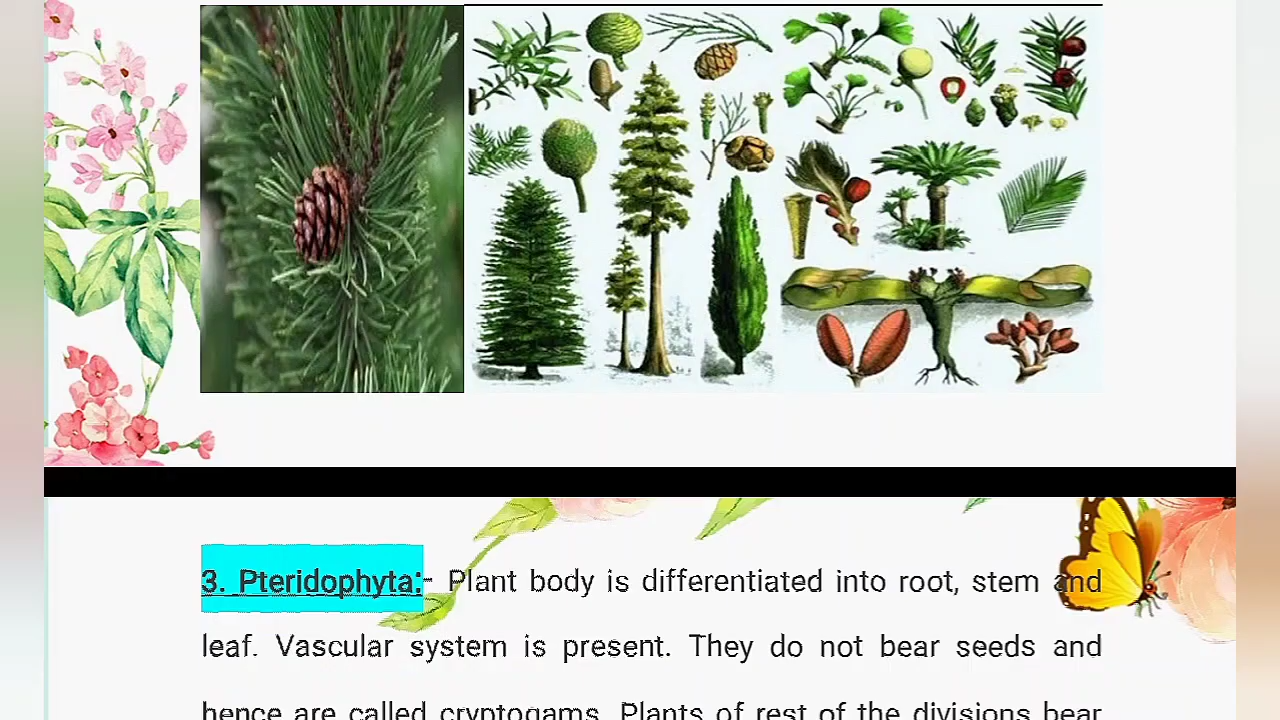 3. Pteridophyta:- Plant body is differentiated into root, stem and
leaf. Vascular system is present. They do not bear seeds and
hence are called cryptogams. Plants of rest of the divisions bear